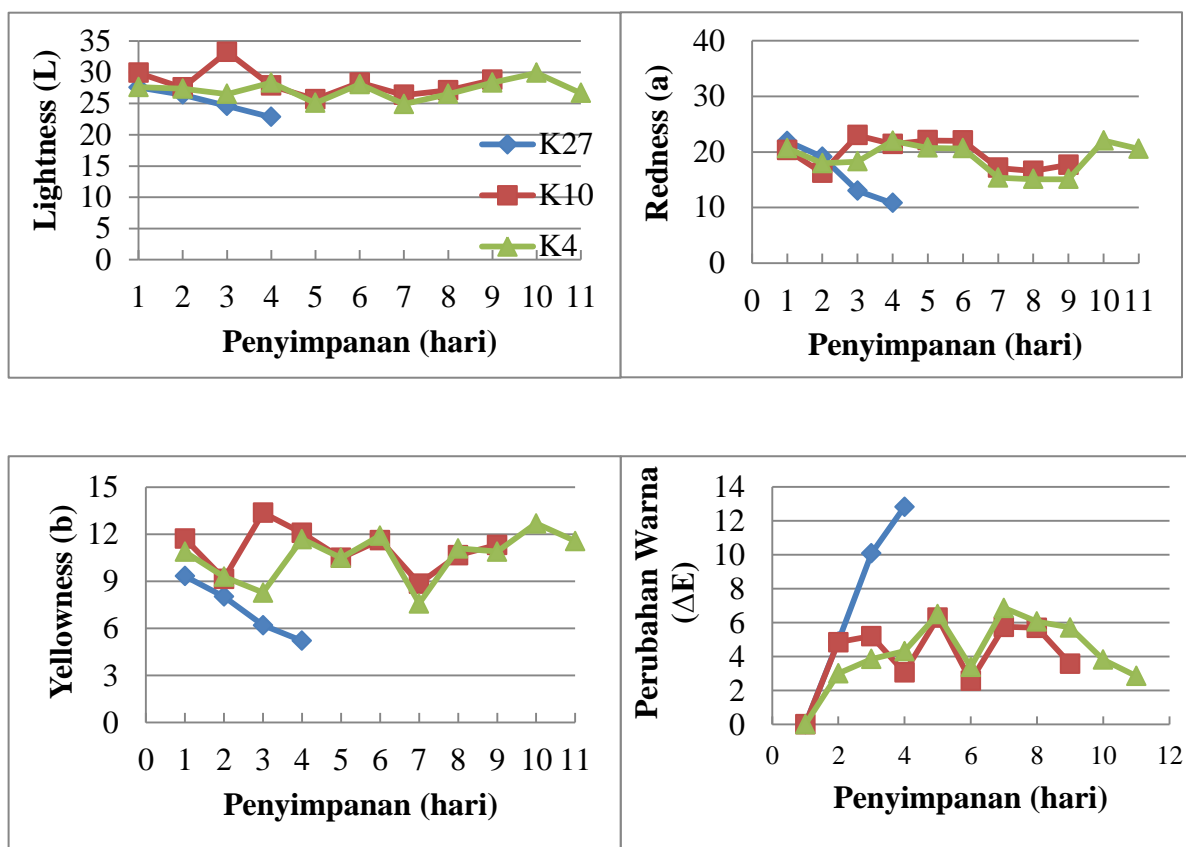 Lightness (L)
35
30
25
20
15
10
5
0
K27
K10
K4
1 2 3 4 5 6 7 8 9 10 11
Penyimpanan (hari)
Redness (a)
40
30
20
10
0
0 1 2 3 4 5 6 7 8 9 10 11
Penyimpanan (hari)
Yellowness (b)
15
12
9
6
3
0
0 1 2 3 4 5 6 7 8 9 10 11
Penyimpanan (hari)
Perubahan Warna
(ΔE)
14
12
10
8
6
4
2
0
0 2 4 6 8 10 12
Penyimpanan (hari)